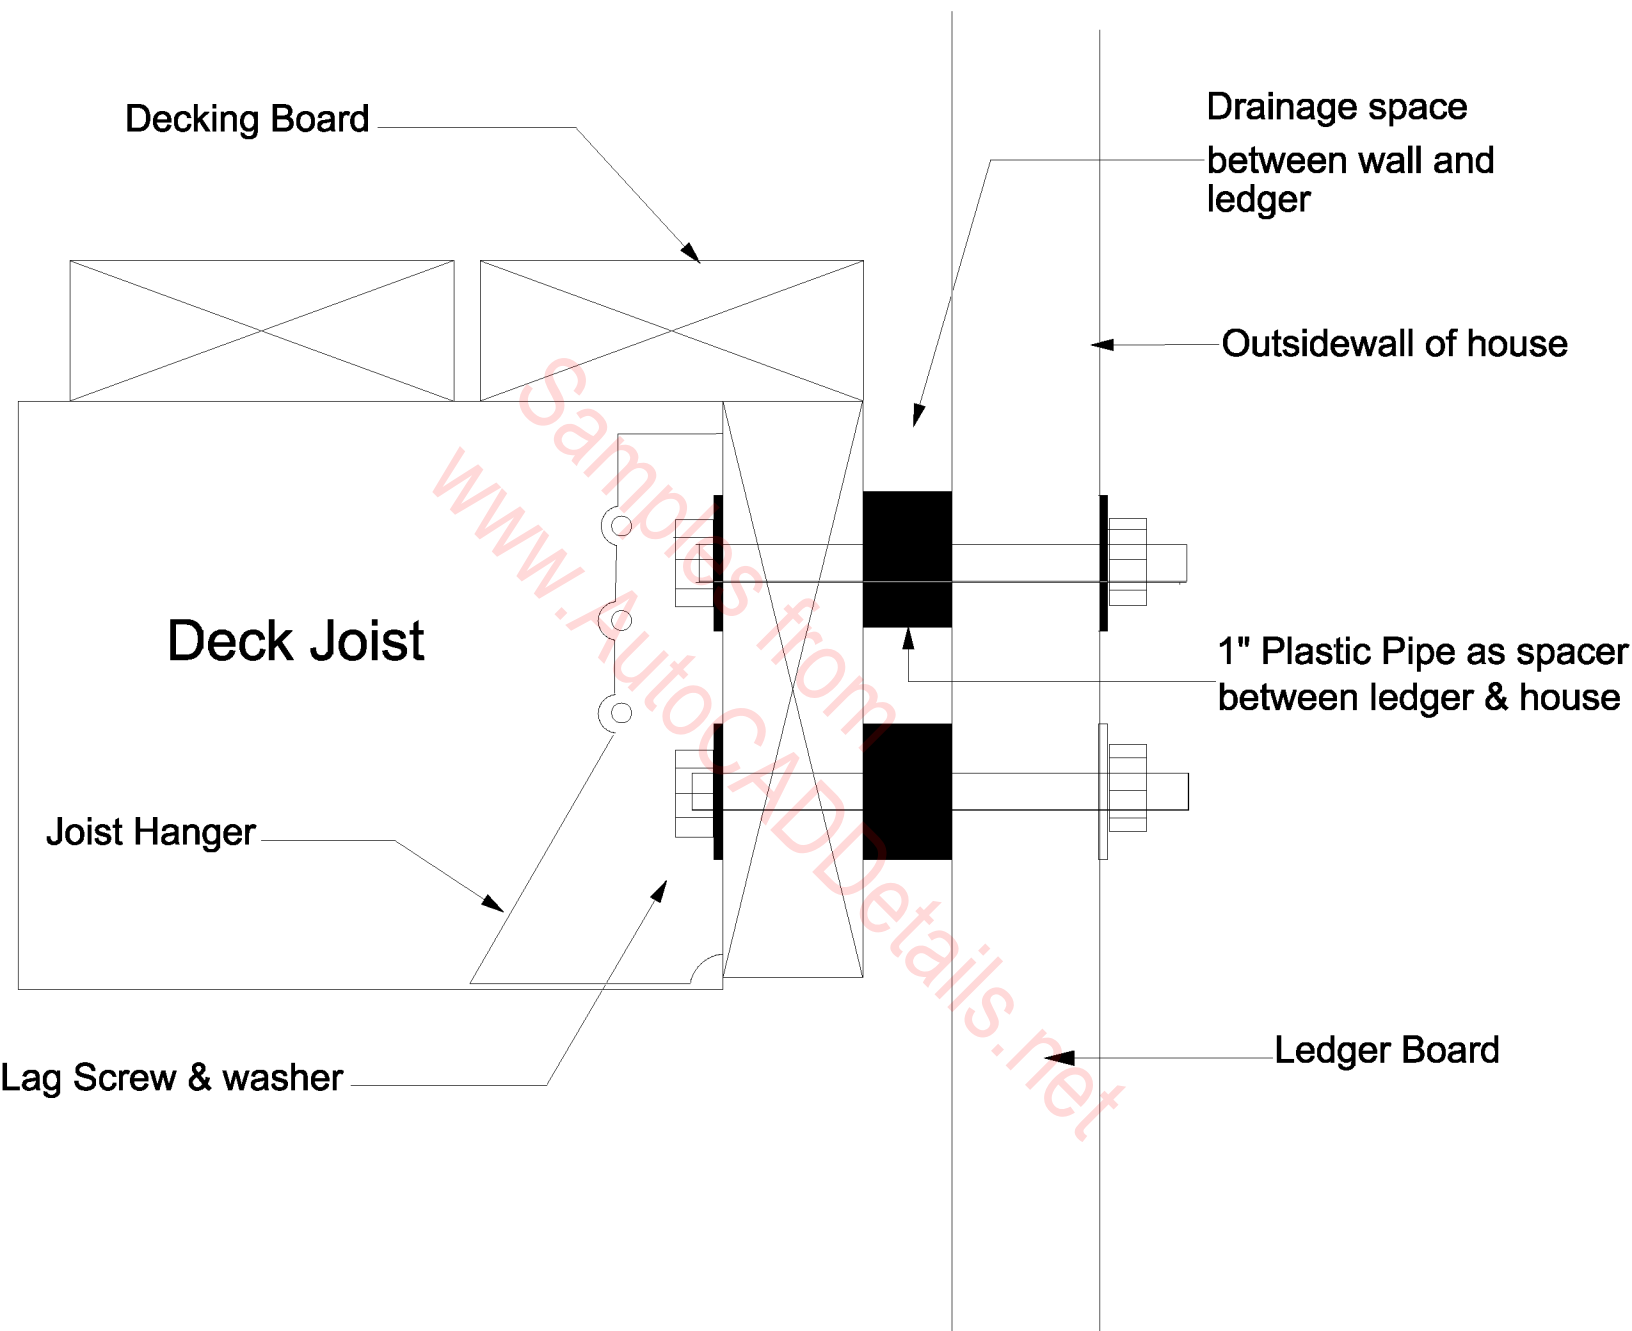 Decking Board
Drainage space
between wall and
ledger
Outsidewall of house
Deck Joist
1" Plastic Pipe as spacer
between ledger & house
Joist Hanger
Lag Screw & washer
Ledger Board
Samples from
www.AutoCADDetails.net